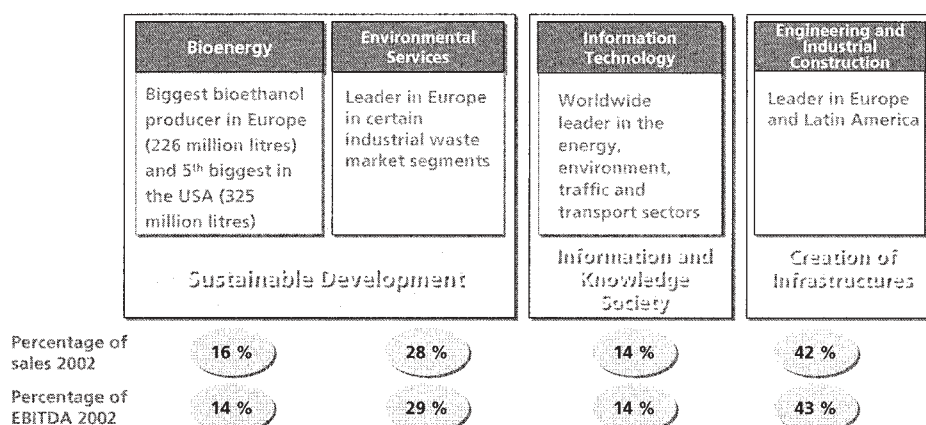 Bioenergy
Biggest bioethanol
producer in Europe
(226 million litres)
and 5th biggest in
the USA (325
million litres)
Environmental
Services
Leader in Europe
in certain
industrial waste
market segments
Sustainable Development
Information
Technology
Worldwide
leader in the
energy,
environment,
traffic and
transport sectors
Information and
Knowledge
Society
Engineering and
Industrial
Construction
Leader in Europe
and Latin America
Creation of
Infrastructures
Percentage of
sales 2002
16 %
28 %
14 %
42 %
Percentage of
EBITDA 2002
14 %
29 %
14 %
43 %